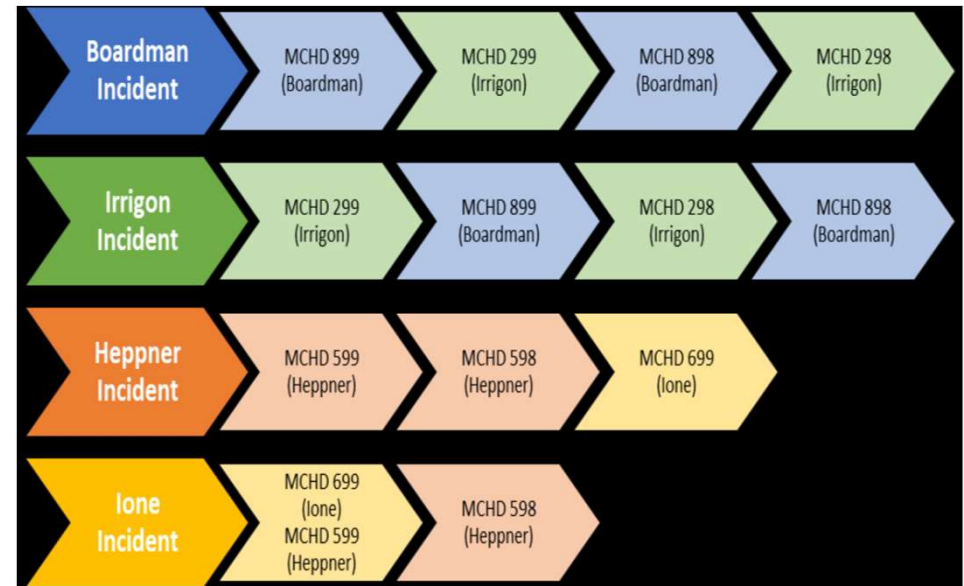 Boardman
Incident
MCHD 899
(Boardman)
MCHD 299
(Irrigon)
MCHD 898
(Boardman)
MCHD 298
(Irrigon)
Irrigon
Incident
MCHD 299
(Irrigon)
MCHD 899
(Boardman)
MCHD 298
(Irrigon)
MCHD 898
(Boardman)
Heppner
Incident
MCHD 599
(Heppner)
MCHD 598
(Heppner)
MCHD 699
(Ione)
Ione
Incident
MCHD 699
(Ione)
MCHD 599
(Heppner)
MCHD 598
(Heppner)